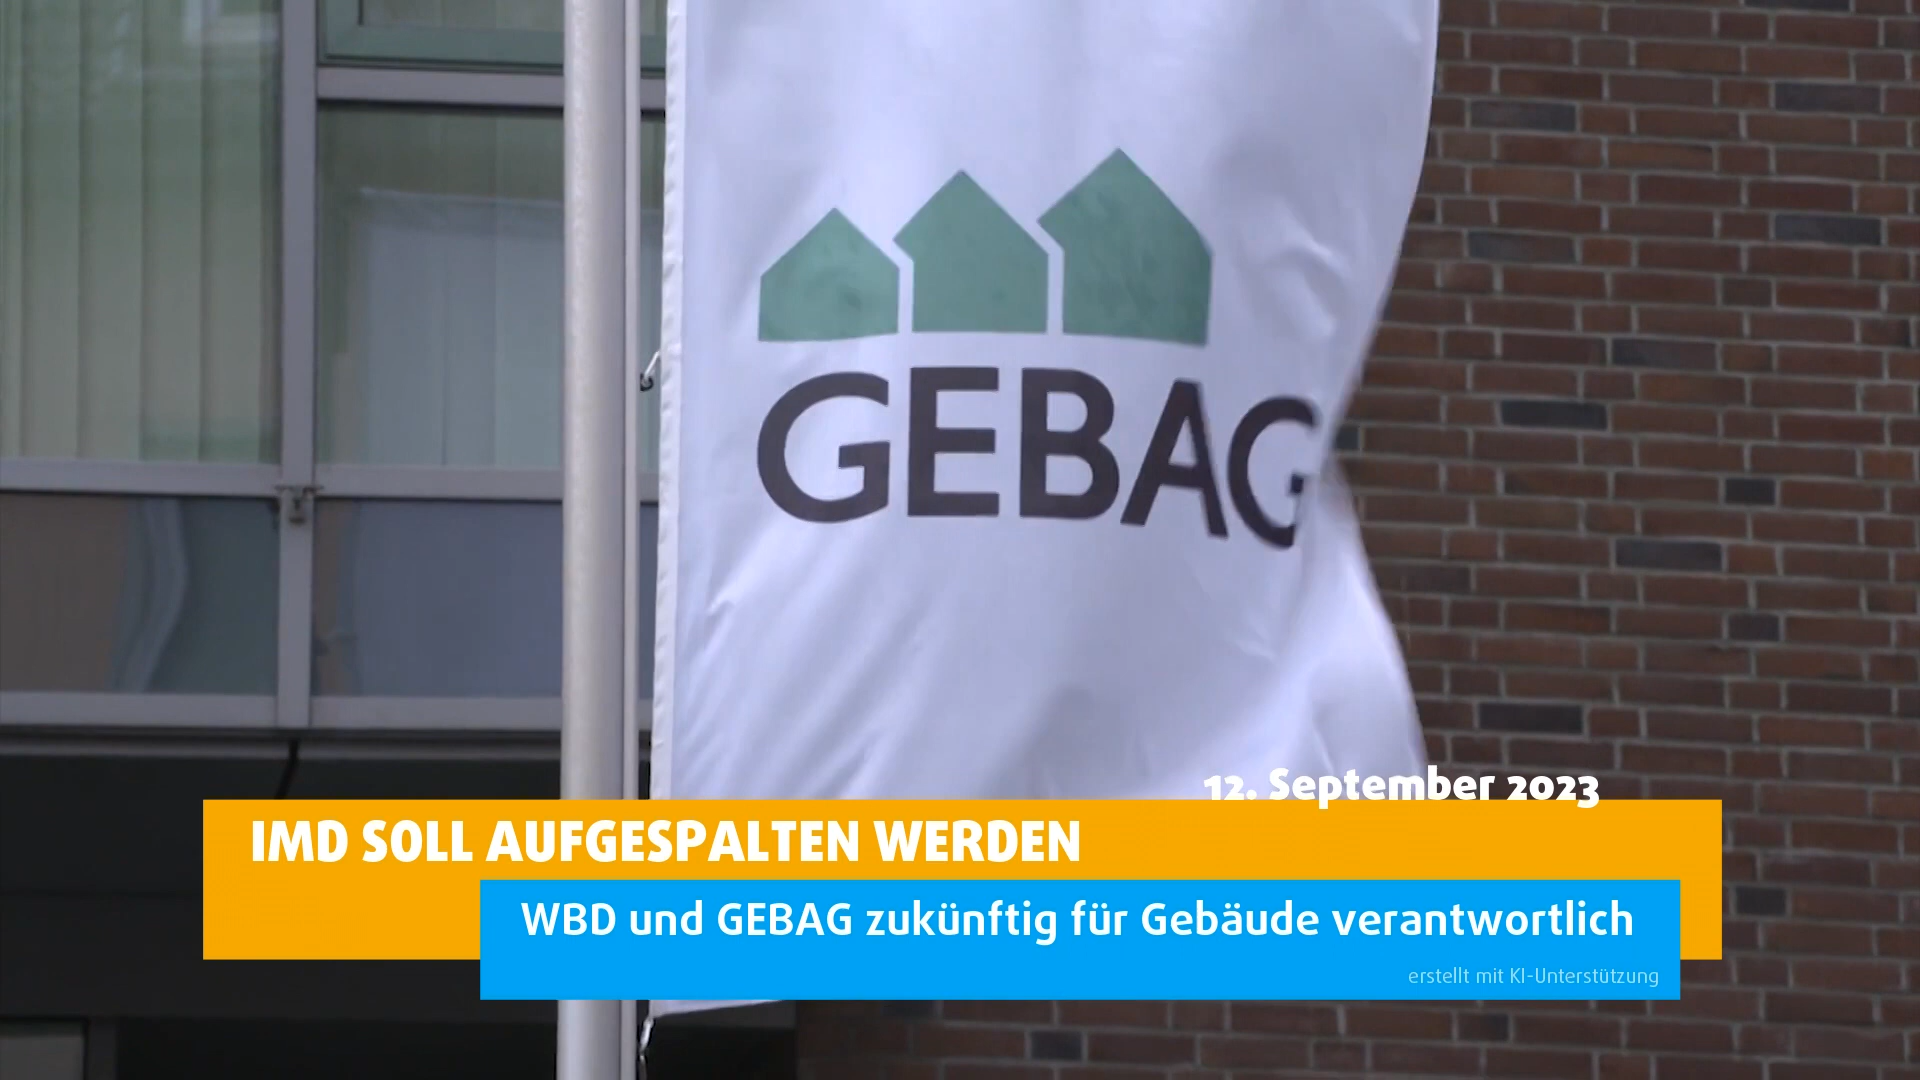 GEBAG
12. September 2023
IMD SOLL AUFGESPALTEN WERDEN
WBD und GEBAG zukünftig für Gebäude verantwortlich
erstellt mit KI-Unterstützung